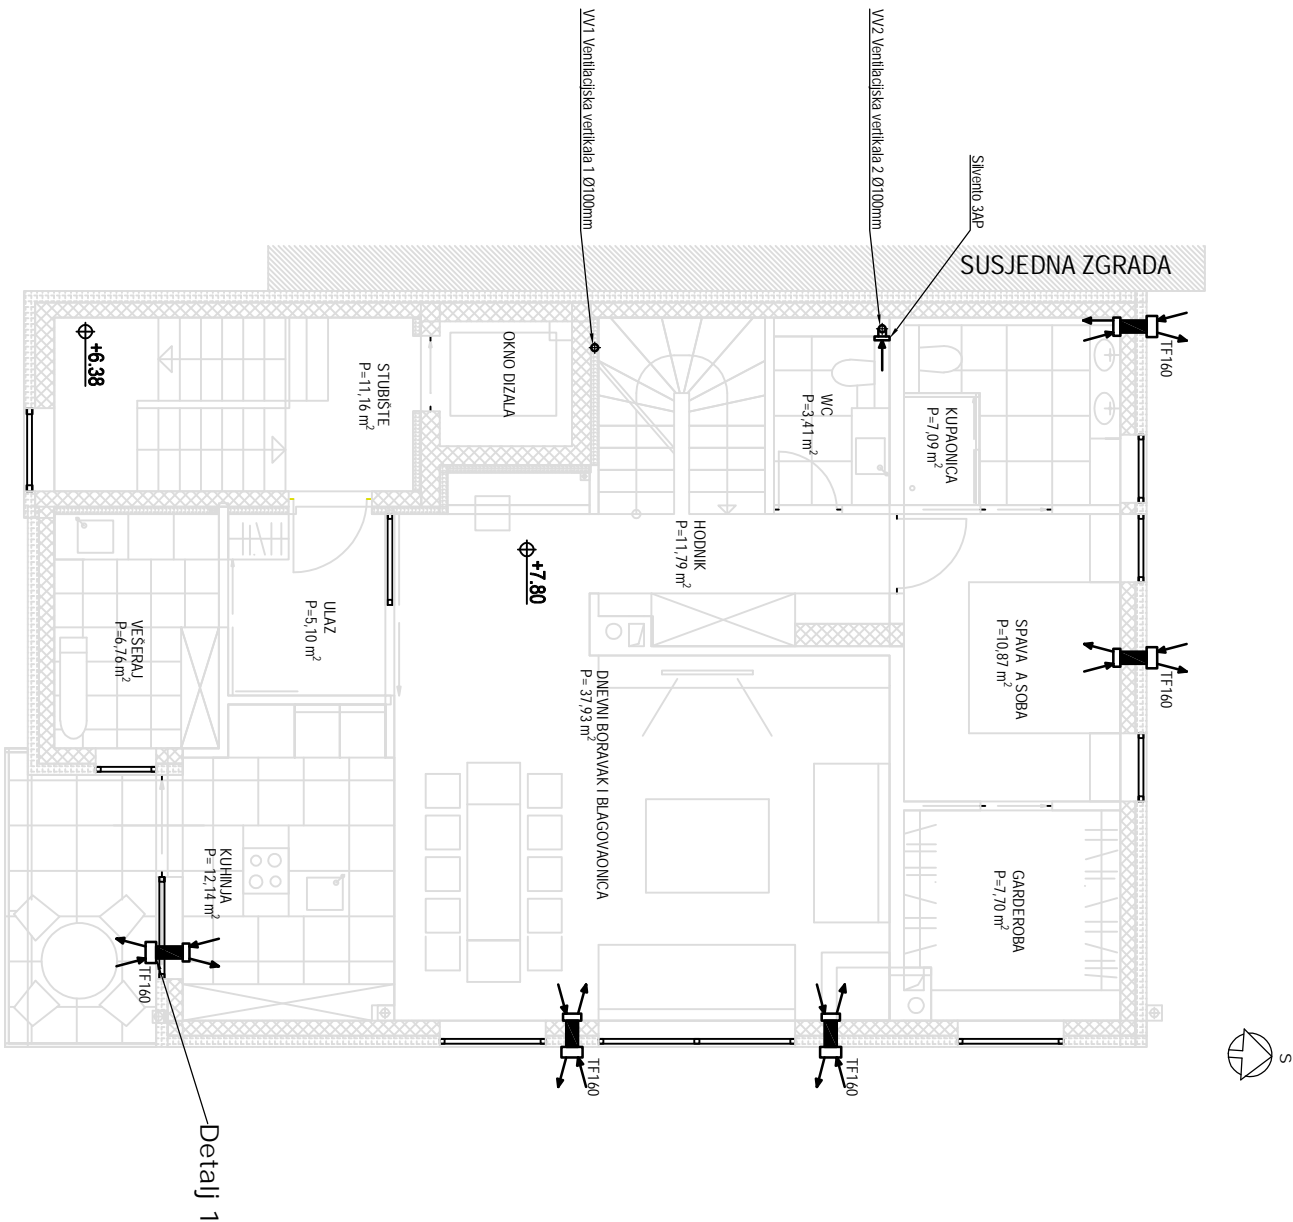 VV1 Ventilacijska vertikala 1 Ø100mm
VV2 Ventilacijska vertikala 2 Ø100mm
Silvento 3AP
SUSJEDNA ZGRADA
TF160
+6.38
STUBIŠTE
P=11,16 m²
OKNO DIZALA
WC
P=3,41 m²
KUPAONICA
P=7,09 m²
HODNIK
P=11,79 m²
+7.80
ULAZ
P=5,10 m²
VEŠERAJ
P=6,76 m²
SPAVA A SOBA
P=10,87 m²
TF160
DNEVNI BORAVAK I BLAGOVAONICA
P= 37,93 m²
KUHINJA
P= 12,14 m²
GARDEROBA
P=7,70 m²
TF160
TF160
TF160
S
Detalj 1